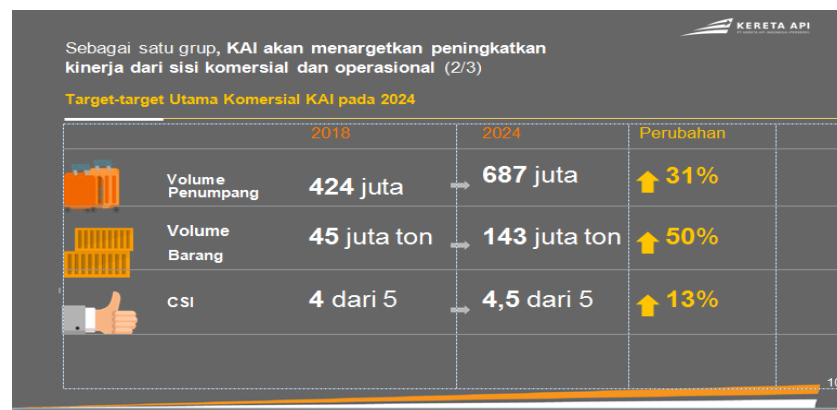 KERETA API
Sebagai satu grup, KAI akan menargetkan peningkatkan
kinerja dari sisi komersial dan operasional (2/3)
Target-target Utama Komersial KAI pada 2024
2018 2024 Perubahan
Volume Penumpang 424 juta 687 juta 31%
Volume Barang 45 juta ton 143 juta ton 50%
CSI 4 dari 5 4,5 dari 5 13%